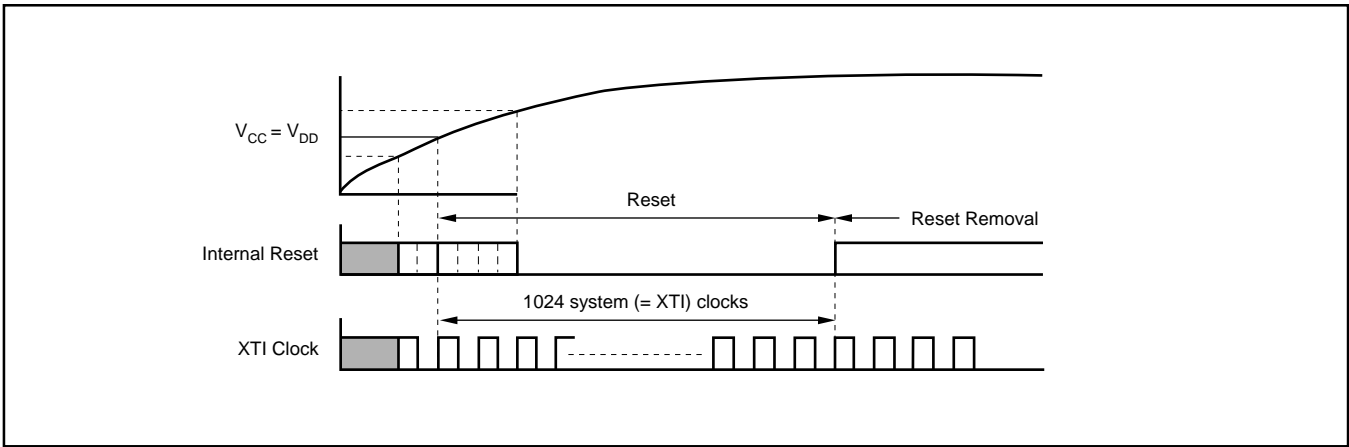 V_CC = V_DD
Reset
Reset Removal
Internal Reset
1024 system (= XTI) clocks
XTI Clock